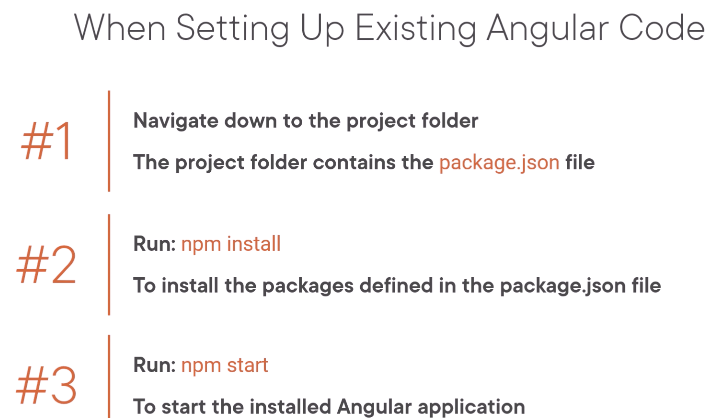 When Setting Up Existing Angular Code
#1
Navigate down to the project folder
The project folder contains the package.json file
#2
Run: npm install
To install the packages defined in the package.json file
#3
Run: npm start
To start the installed Angular application